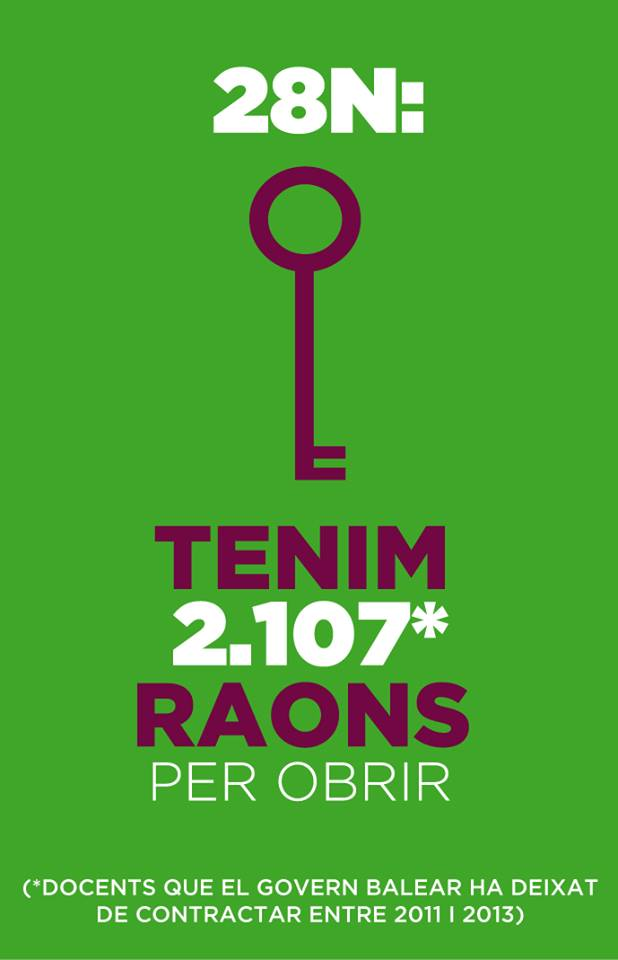 28N:
TENIM
2.107*
RAONS
PER OBRIR
(*DOCENTS QUE EL GOVERN BALEAR HA DEIXAT
DE CONTRACTAR ENTRE 2011 I 2013)